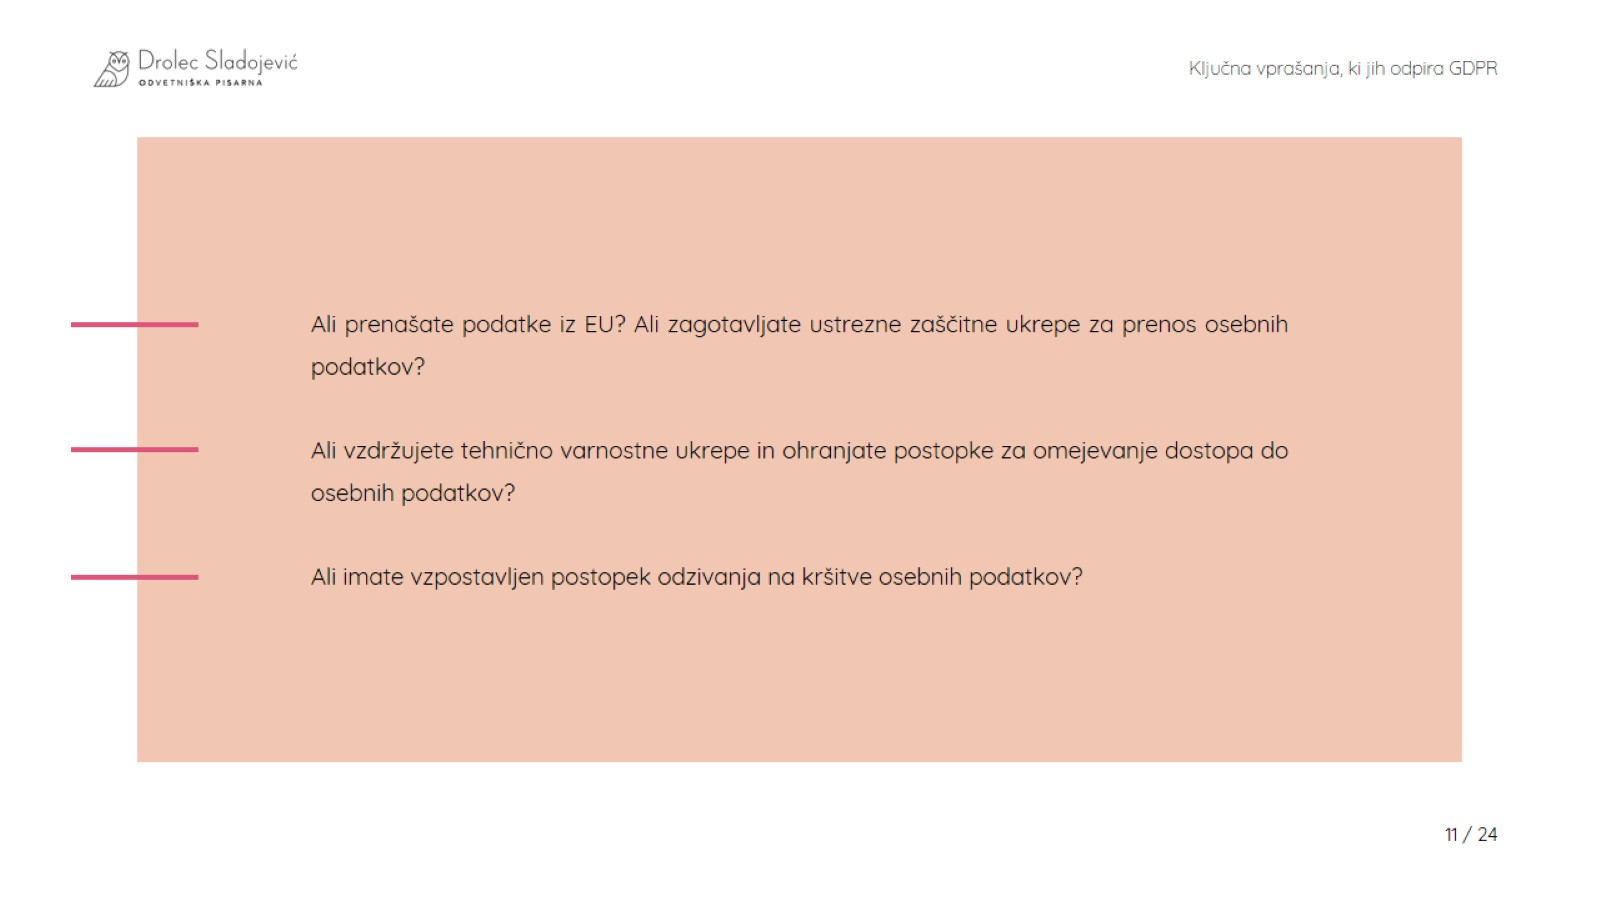 Drolec Sladojević
ODVETNIŠKA PISARNA
Ključna vprašanja, ki jih odpira GDPR
Ali prenašate podatke iz EU? Ali zagotavljate ustrezne zaščitne ukrepe za prenos osebnih
podatkov?
Ali vzdržujete tehnično varnostne ukrepe in ohranjate postopke za omejevanje dostopa do
osebnih podatkov?
Ali imate vzpostavljen postopek odzivanja na kršitve osebnih podatkov?
11 / 24